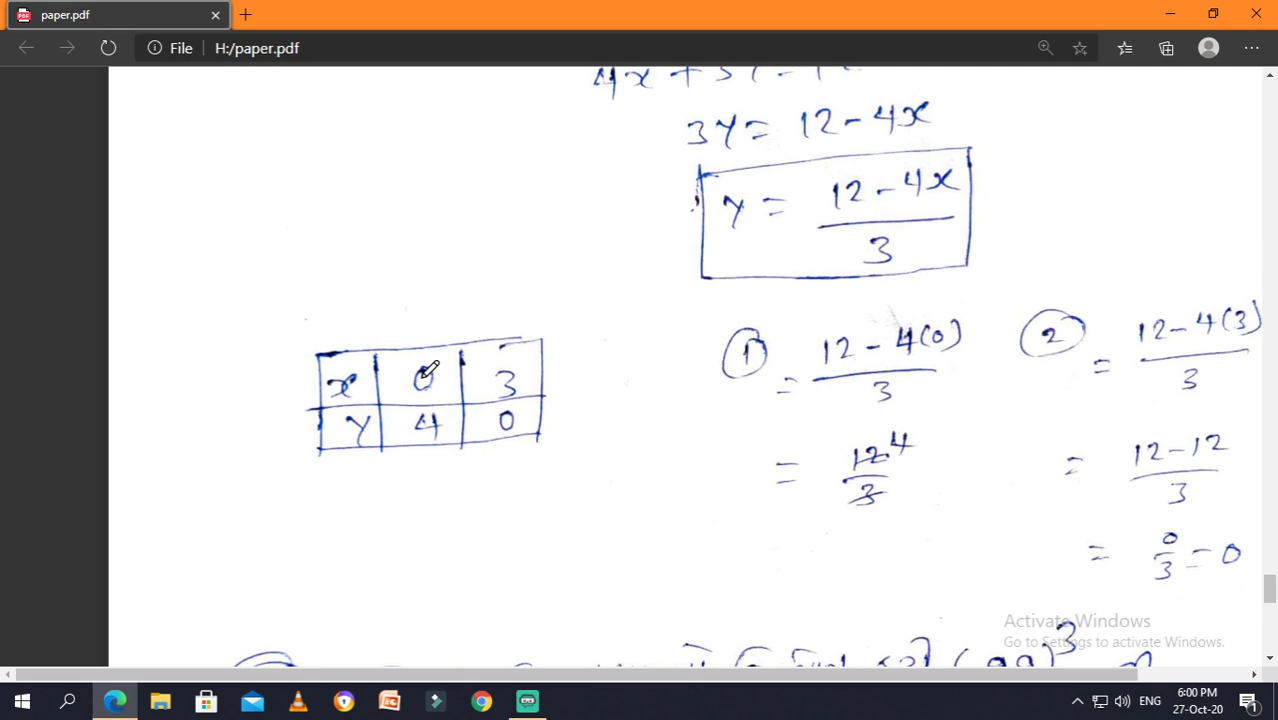 paper.pdf
File H:/paper.pdf
3y = 12 - 4x
y = 12 - 4x / 3
x 0 3
y 4 0
① = 12 - 4(0) / 3
= 12 / 3 4
② = 12 - 4(3) / 3
= 12 - 12 / 3
= 0/3 = 0
Activate Windows
Go to Settings to activate Windows.
ENG
6:00 PM
27-Oct-20